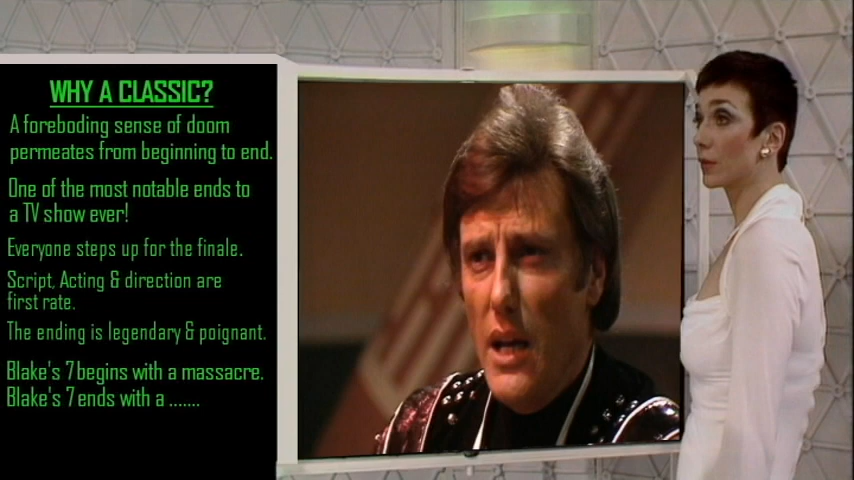 WHY A CLASSIC?
A foreboding sense of doom
permeates from beginning to end.
One of the most notable ends to
a TV show ever!
Everyone steps up for the finale.
Script, Acting & direction are
first rate.
The ending is legendary & poignant.
Blake's 7 begins with a massacre.
Blake's 7 ends with a .......